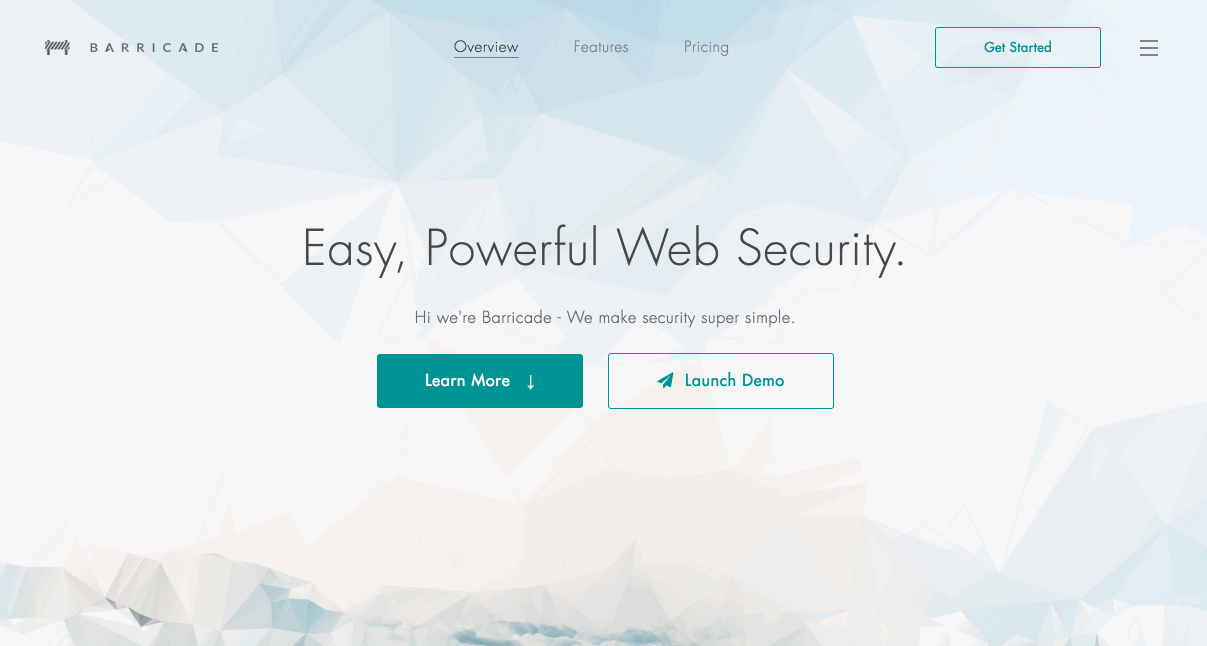 BARRICADE
Overview
Features
Pricing
Get Started
Easy, Powerful Web Security.
Hi we're Barricade - We make security super simple.
Learn More ↓
Launch Demo